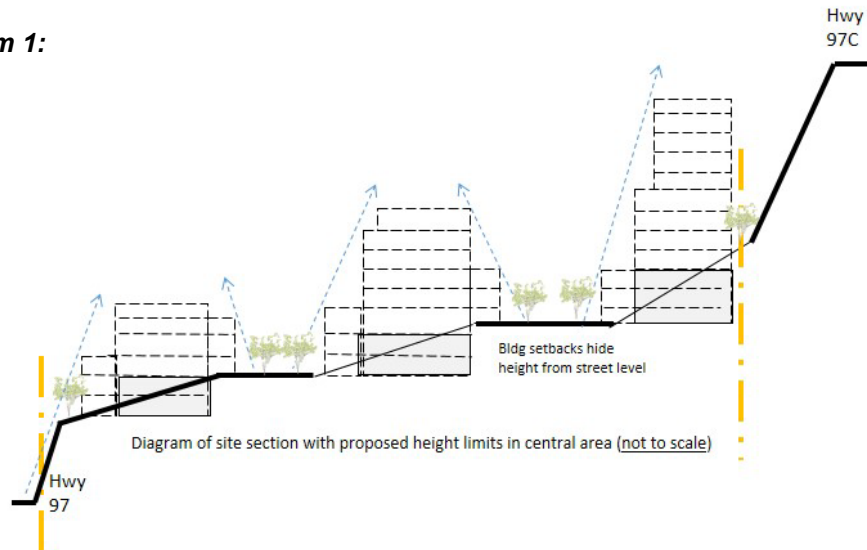 m 1:
Hwy
97C
Bldg setbacks hide
height from street level
Diagram of site section with proposed height limits in central area (not to scale)
Hwy
97